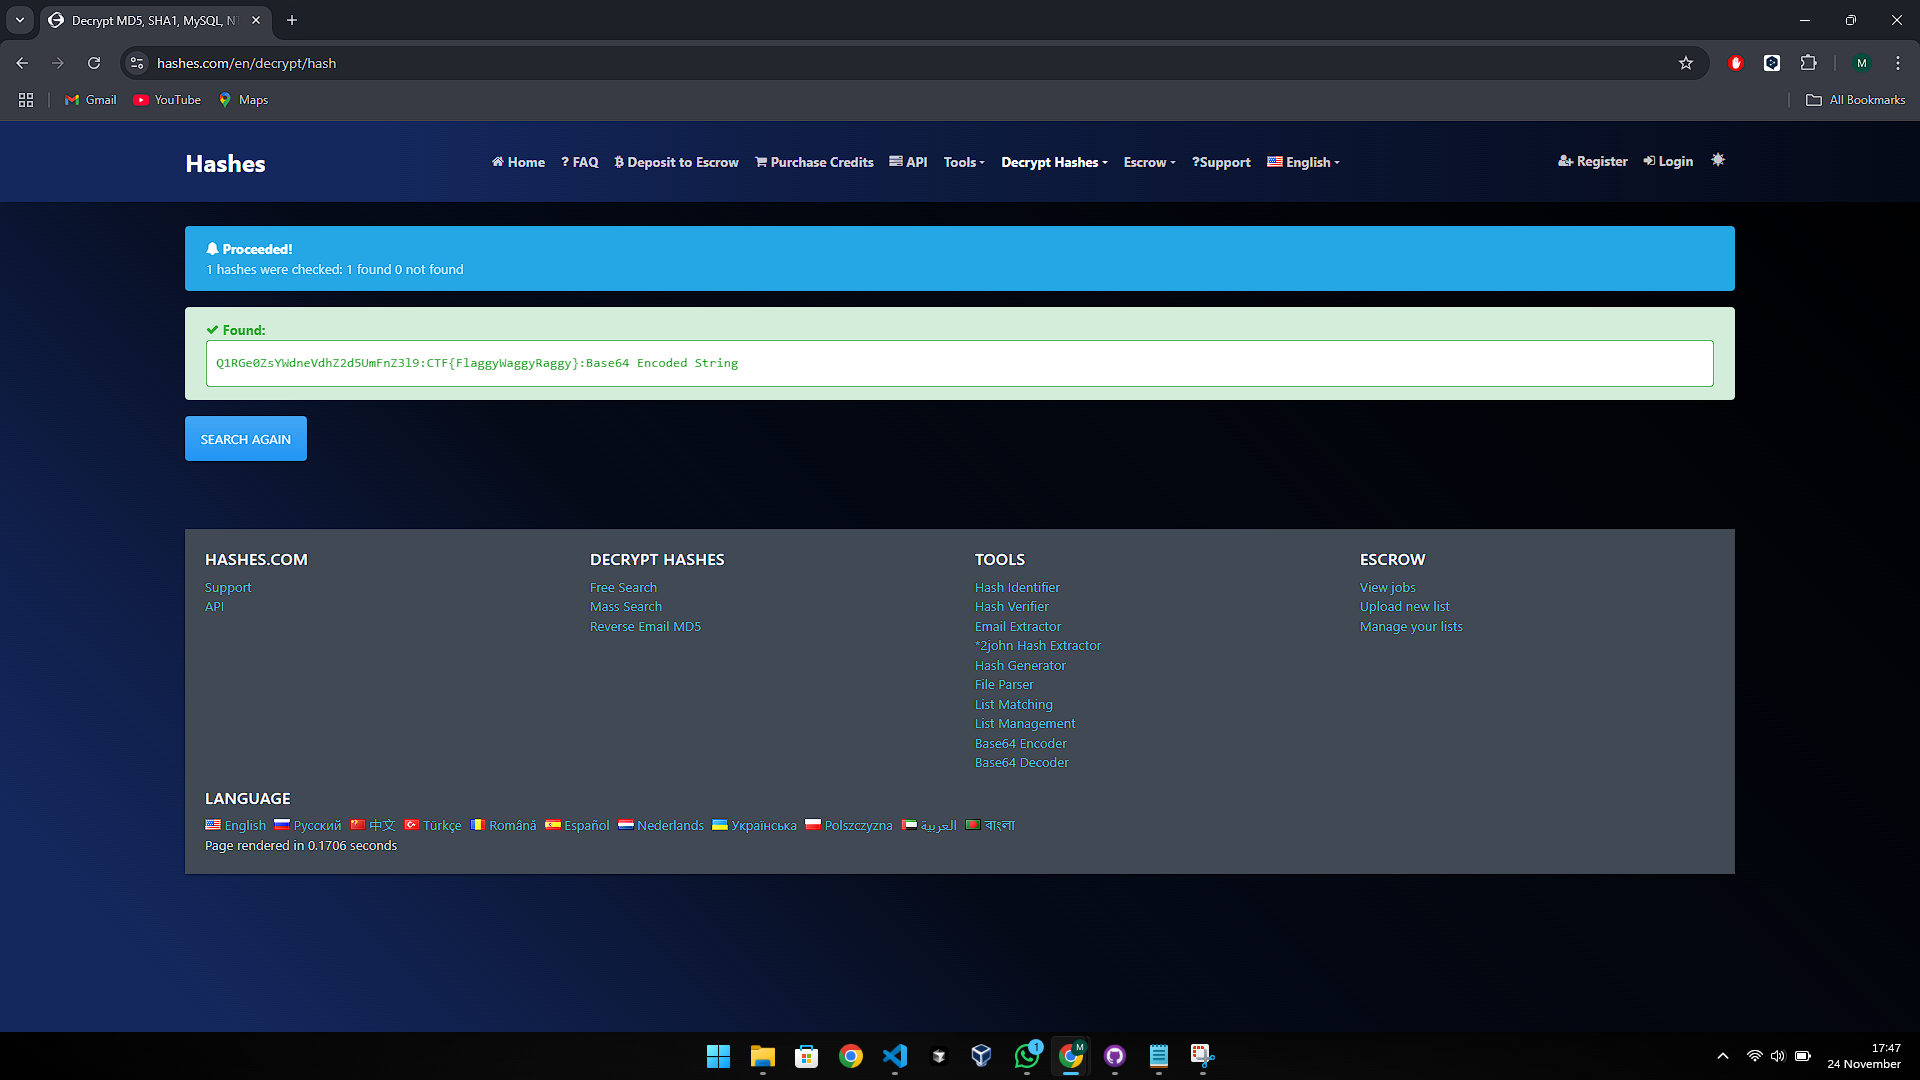 Decrypt MD5, SHA1, MySQL, NT
hashes.com/en/decrypt/hash
M
Gmail
YouTube
Maps
All Bookmarks
Hashes
Home
? FAQ
Deposit to Escrow
Purchase Credits
API
Tools
Decrypt Hashes
Escrow
?Support
English
Register
Login
Proceeded!
1 hashes were checked: 1 found 0 not found
Found:
Q1RGe0ZsYWdneVdhZ2d5UmFnZ3l9:CTF{FlaggyWaggyRaggy}:Base64 Encoded String
SEARCH AGAIN
HASHES.COM
Support
API
DECRYPT HASHES
Free Search
Mass Search
Reverse Email MD5
TOOLS
Hash Identifier
Hash Verifier
Email Extractor
*2john Hash Extractor
Hash Generator
File Parser
List Matching
List Management
Base64 Encoder
Base64 Decoder
ESCROW
View jobs
Upload new list
Manage your lists
LANGUAGE
English Русский 中文 Türkçe Română Español Nederlands Українська Polszczyzna العربية বাংলা
Page rendered in 0.1706 seconds
1
M
17:47
24 November